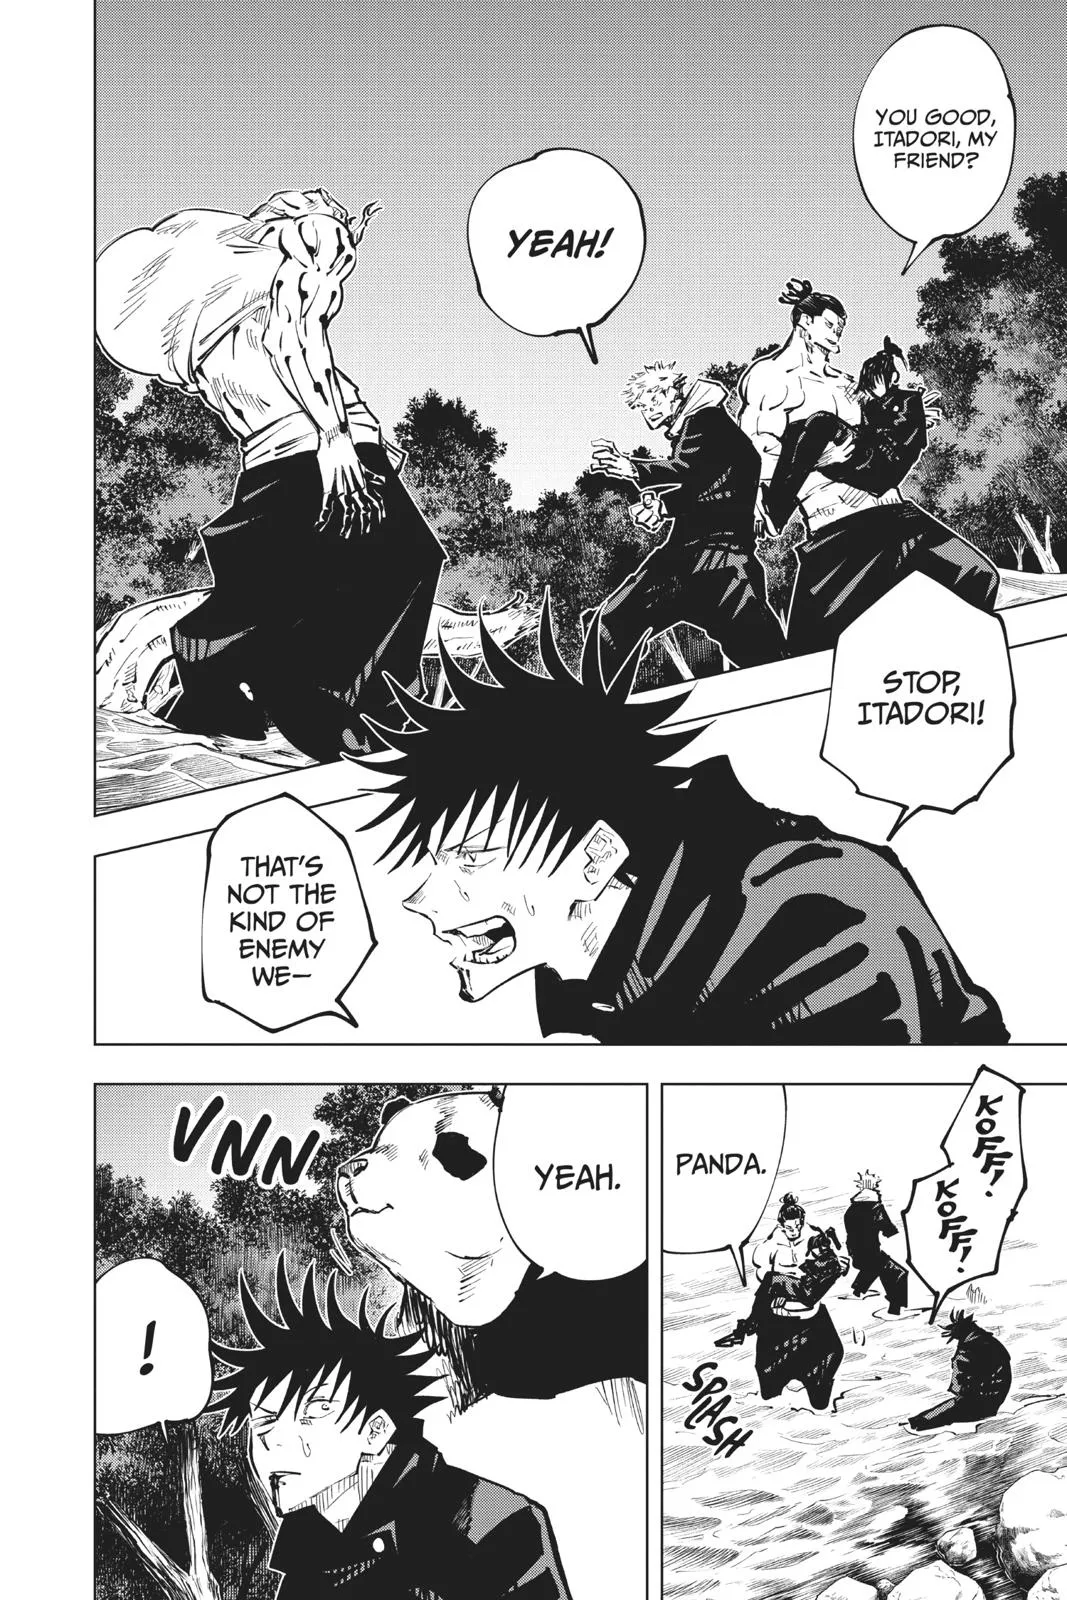 YOU GOOD,
ITADORI, MY
FRIEND?
YEAH!
STOP,
ITADORI!
THAT'S
NOT THE
KIND OF
ENEMY
WE—
KOFF!
KOFF!
PANDA.
SPLASH
YEAH.
VNN
!